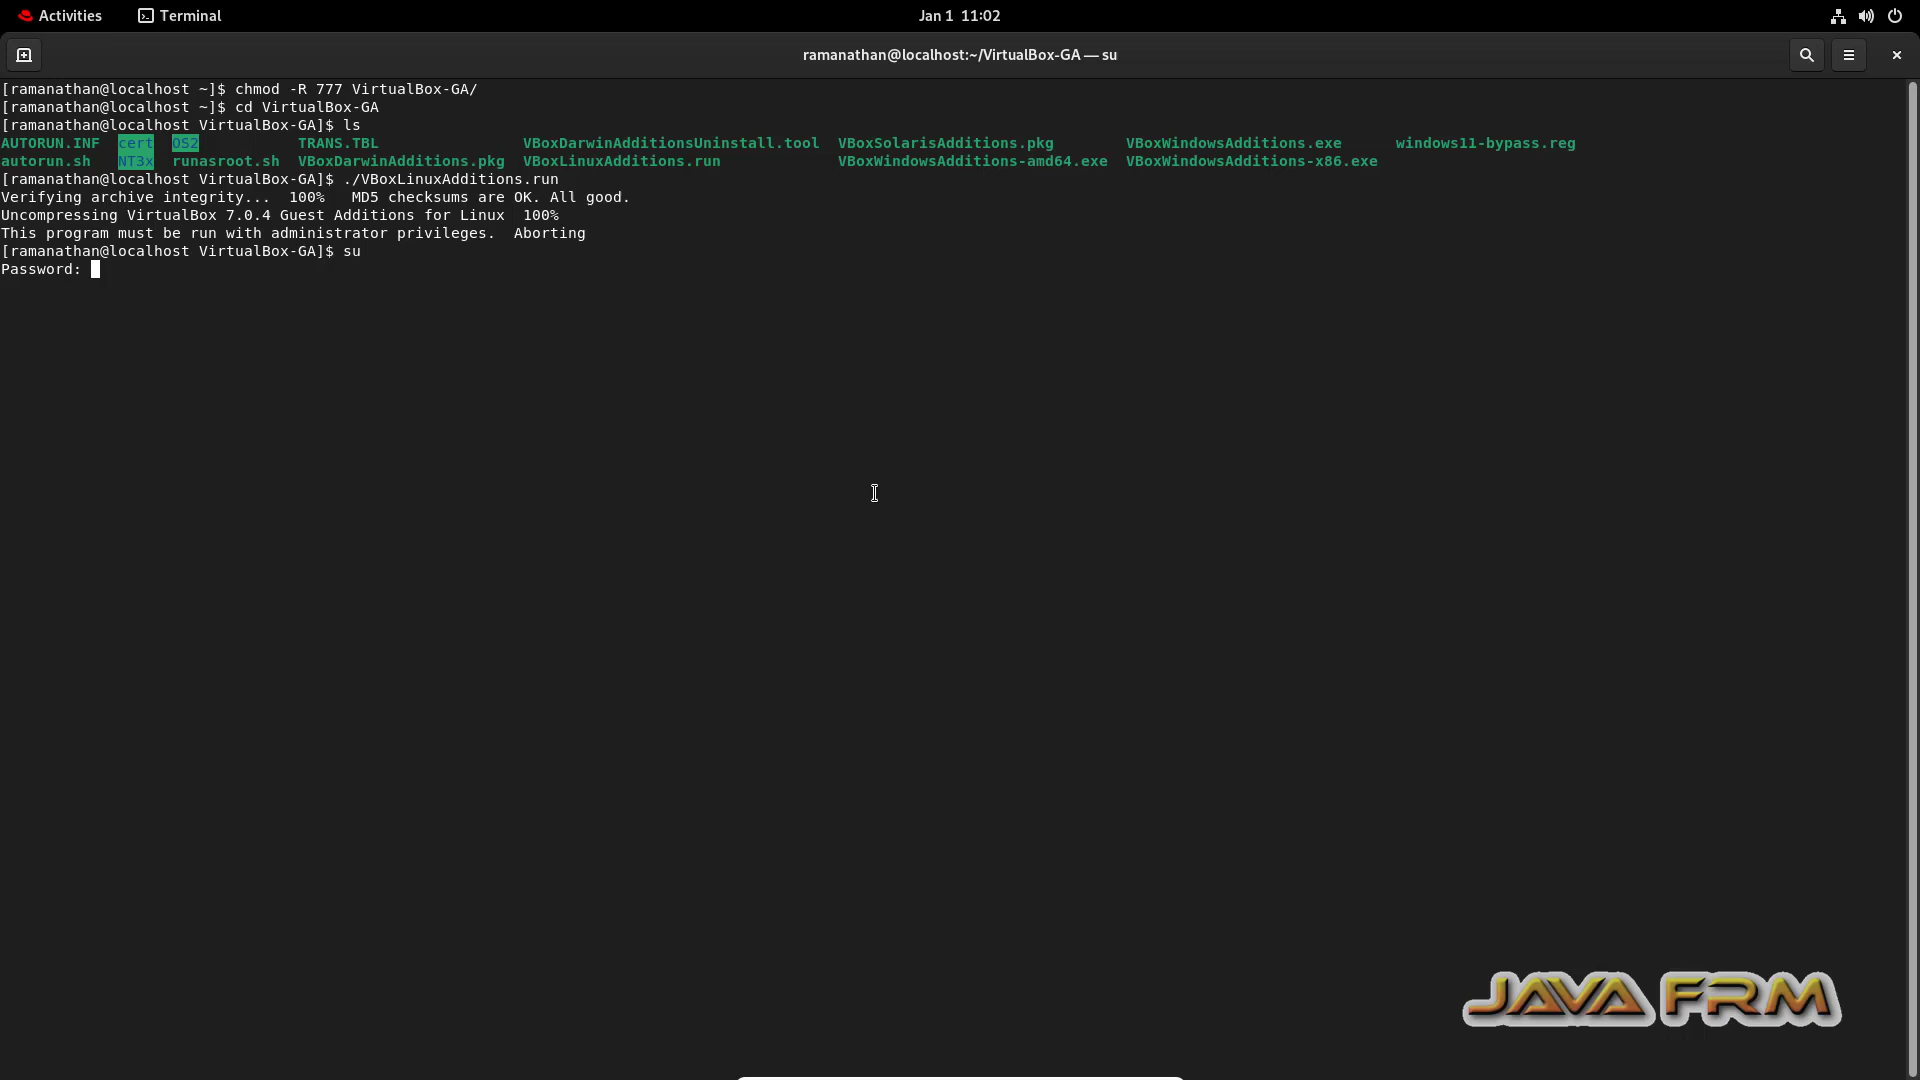 Activities Terminal Jan 1 11:02
ramanathan@localhost:~/VirtualBox-GA — su
[ramanathan@localhost ~]$ chmod -R 777 VirtualBox-GA/
[ramanathan@localhost ~]$ cd VirtualBox-GA
[ramanathan@localhost VirtualBox-GA]$ ls
AUTORUN.INF  cert  OS2           TRANS.TBL                VBoxDarwinAdditionsUninstall.tool  VBoxSolarisAdditions.pkg        VBoxWindowsAdditions.exe      windows11-bypass.reg
autorun.sh   NT3x  runasroot.sh  VBoxDarwinAdditions.pkg  VBoxLinuxAdditions.run             VBoxWindowsAdditions-amd64.exe  VBoxWindowsAdditions-x86.exe
[ramanathan@localhost VirtualBox-GA]$ ./VBoxLinuxAdditions.run
Verifying archive integrity...  100%   MD5 checksums are OK. All good.
Uncompressing VirtualBox 7.0.4 Guest Additions for Linux  100%
This program must be run with administrator privileges.  Aborting
[ramanathan@localhost VirtualBox-GA]$ su
Password:
JAVA FRM